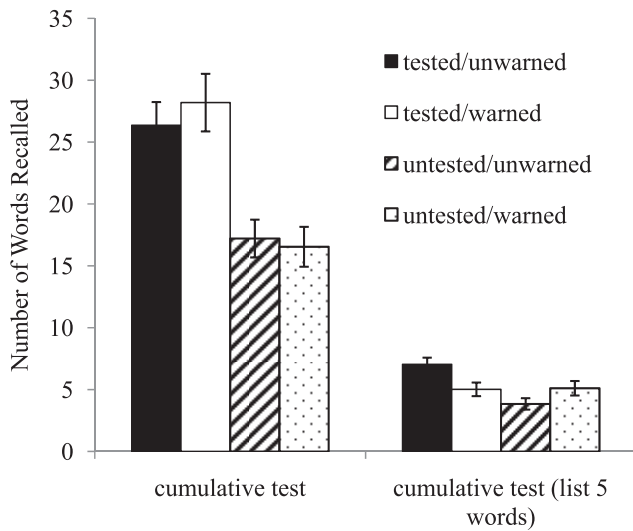 Number of Words Recalled
35
30
25
20
15
10
5
0
tested/unwarned
tested/warned
untested/unwarned
untested/warned
cumulative test
cumulative test (list 5
words)